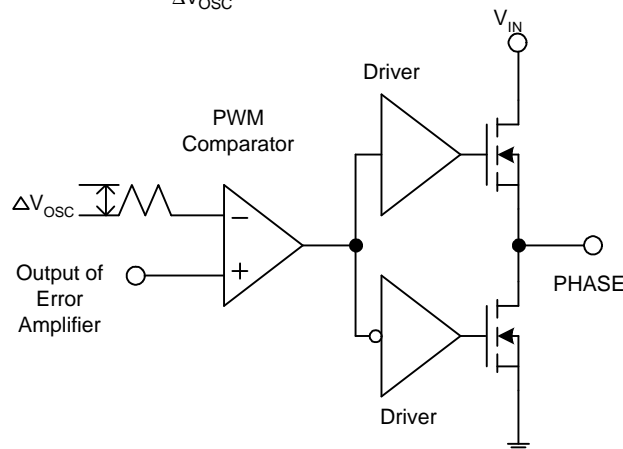 ΔV_OSC
V_IN
Driver
PWM
Comparator
ΔV_OSC
−
+
Output of
Error
Amplifier
PHASE
Driver